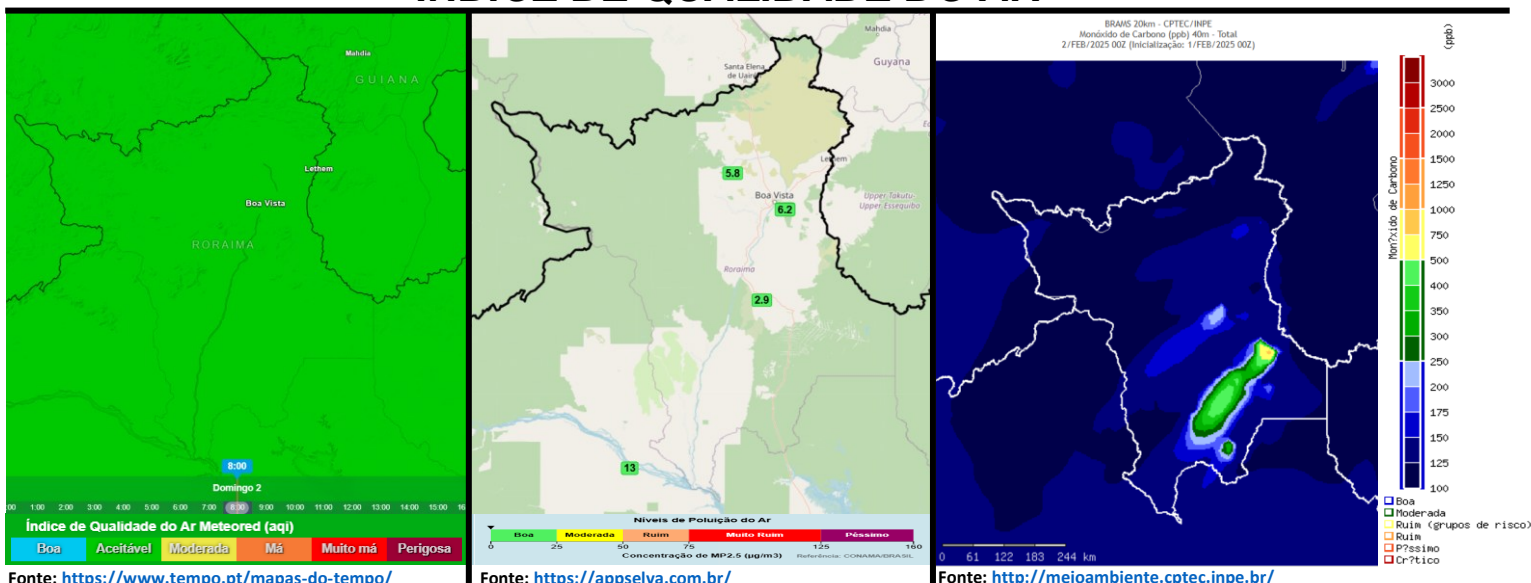 ÍNDICE DE QUALIDADE DO AR
Mahdia
GUIANA
Lethem
Boa Vista
RORAIMA
8:00
Domingo 2
00 1:00 2:00 3:00 4:00 5:00 6:00 7:00 8:00 9:00 10:00 11:00 12:00 13:00 14:00 15:00 16
Índice de Qualidade do Ar Meteored (aqi)
Boa Aceitável Moderada Má Muito má Perigosa
Fonte: https://www.tempo.pt/mapas-do-tempo/
Mahdia
Guyana
Santa Elena
de Uairén
Lethem
5.8
Boa Vista
6.2
Upper Takutu
Upper Essequibo
Roraima
2.9
13
Níveis de Poluição do Ar
Boa Moderada Ruim Muito Ruim Péssimo
0 25 50 75 125 160
Concentração de MP2.5 (µg/m3) Referência: CONAMA/BRASIL
Fonte: https://appselva.com.br/
BRAMS 20km - CPTEC/INPE
Monóxido de Carbono (ppb) 40m - Total
2/FEB/2025 00Z (Inicialização: 1/FEB/2025 00Z)
(ppb)
Mon?xido de Carbono
3000
2500
2000
1500
1250
1000
750
500
400
350
300
250
200
175
150
125
100
Boa
Moderada
Ruim (grupos de risco)
Ruim
P?ssimo
Cr?tico
0 61 122 183 244 km
Fonte: http://meioambiente.cptec.inpe.br/